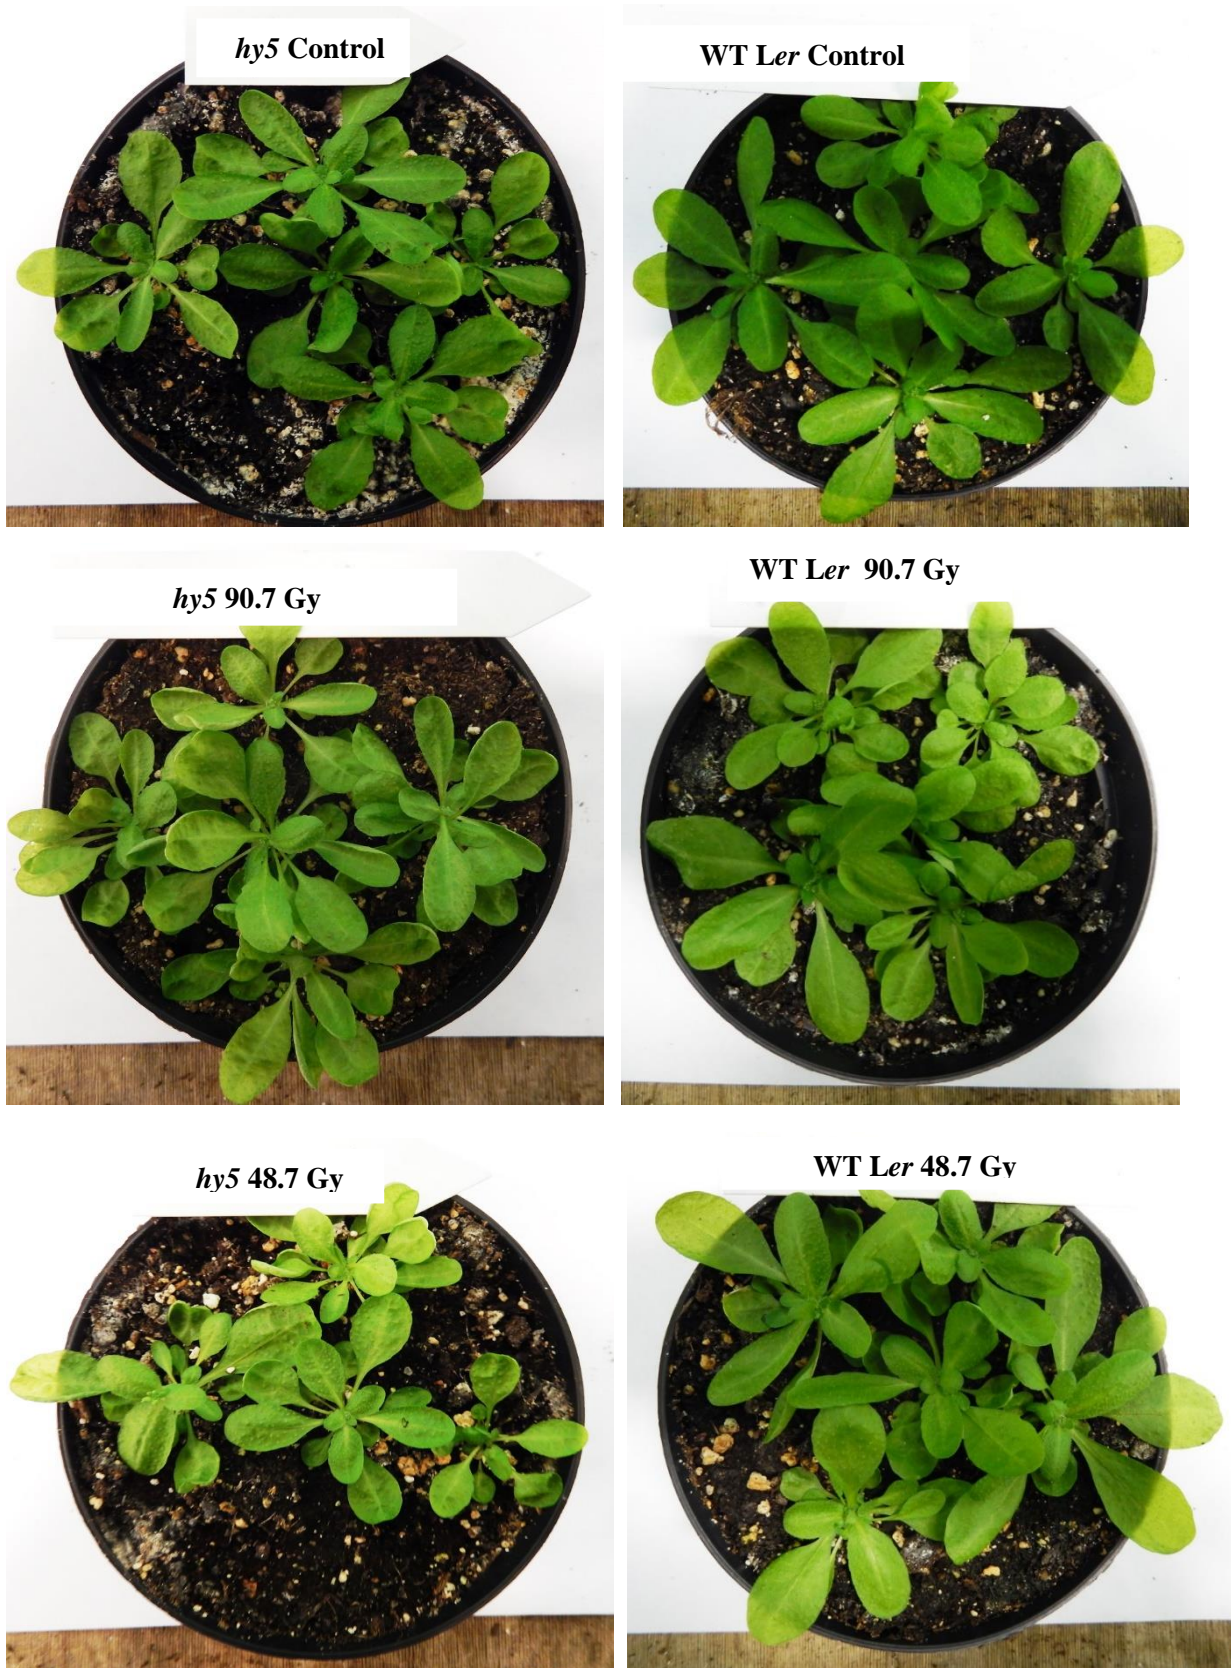 hy5 Control
WT Ler Control
hy5 90.7 Gy
WT Ler 90.7 Gy
hy5 48.7 Gy
WT Ler 48.7 Gy